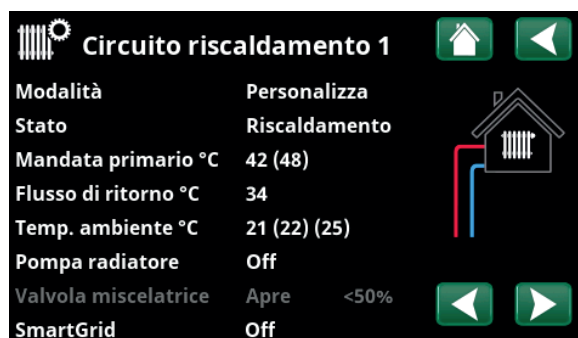 Circuito riscaldamento 1
Modalità Personalizza
Stato Riscaldamento
Mandata primario °C 42 (48)
Flusso di ritorno °C 34
Temp. ambiente °C 21 (22) (25)
Pompa radiatore Off
Valvola miscelatrice Apre <50%
SmartGrid Off